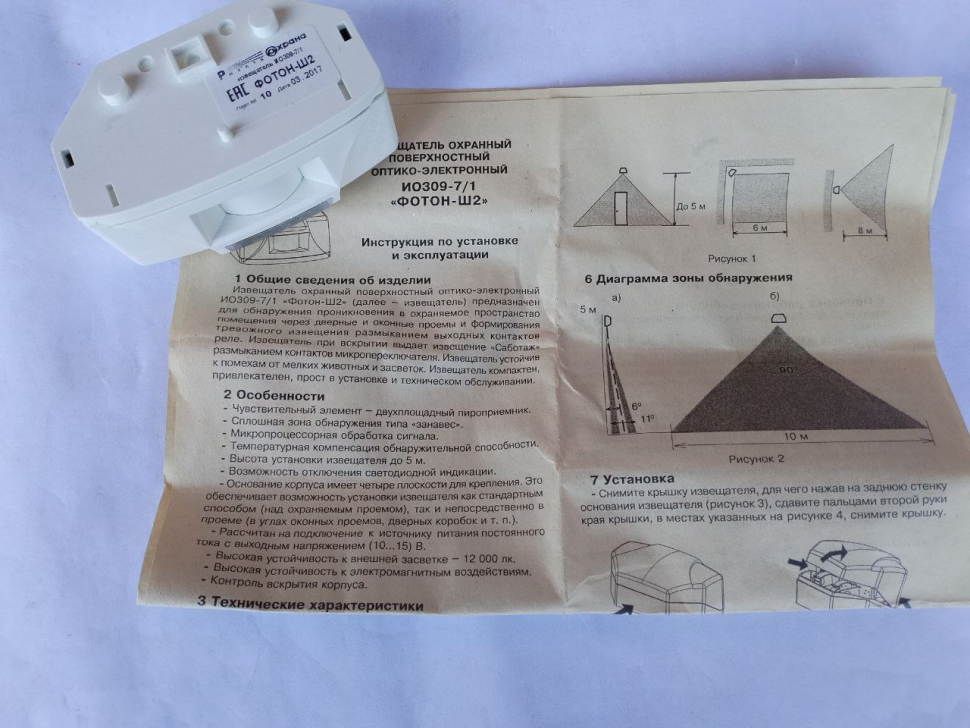 Охрана
извещатель ИО309-7/1
EAC ФОТОН-Ш2
10 Дата 03.2017
ОХРАННЫЙ
ПОВЕРХНОСТНЫЙ
ОПТИКО-ЭЛЕКТРОННЫЙ
ИО309-7/1
«ФОТОН-Ш2»
Инструкция по установке
и эксплуатации
1 Общие сведения об изделии
Извещатель охранный поверхностный оптико-электронный
ИО309-7/1 «Фотон-Ш2» (далее – извещатель) предназначен
для обнаружения проникновения в охраняемое пространство
помещения через дверные и оконные проемы и формирования
тревожного извещения размыканием выходных контактов
реле. Извещатель при вскрытии выдает извещение «Саботаж»
размыканием контактов микропереключателя. Извещатель устойчив
к помехам от мелких животных и засветок. Извещатель компактен,
привлекателен, прост в установке и техническом обслуживании.
2 Особенности
- Чувствительный элемент – двухплощадный пироприемник.
- Сплошная зона обнаружения типа «занавес».
- Микропроцессорная обработка сигнала.
- Температурная компенсация обнаружительной способности.
- Высота установки извещателя до 5 м.
- Возможность отключения светодиодной индикации.
- Основание корпуса имеет четыре плоскости для крепления. Это
обеспечивает возможность установки извещателя как стандартным
способом (над охраняемым проемом), так и непосредственно в
проеме (в углах оконных проемов, дверных коробок и т. п.).
- Рассчитан на подключение к источнику питания постоянного
тока с выходным напряжением (10...15) В.
- Высокая устойчивость к внешней засветке – 12 000 лк.
- Высокая устойчивость к электромагнитным воздействиям.
- Контроль вскрытия корпуса.
3 Технические характеристики
До 5 м
6 м
8 м
Рисунок 1
6 Диаграмма зоны обнаружения
а) б)
5 м
90°
6°
11°
10 м
Рисунок 2
7 Установка
- Снимите крышку извещателя, для чего нажав на заднюю стенку
основания извещателя (рисунок 3), сдавите пальцами второй руки
края крышки, в местах указанных на рисунке 4, снимите крышку.